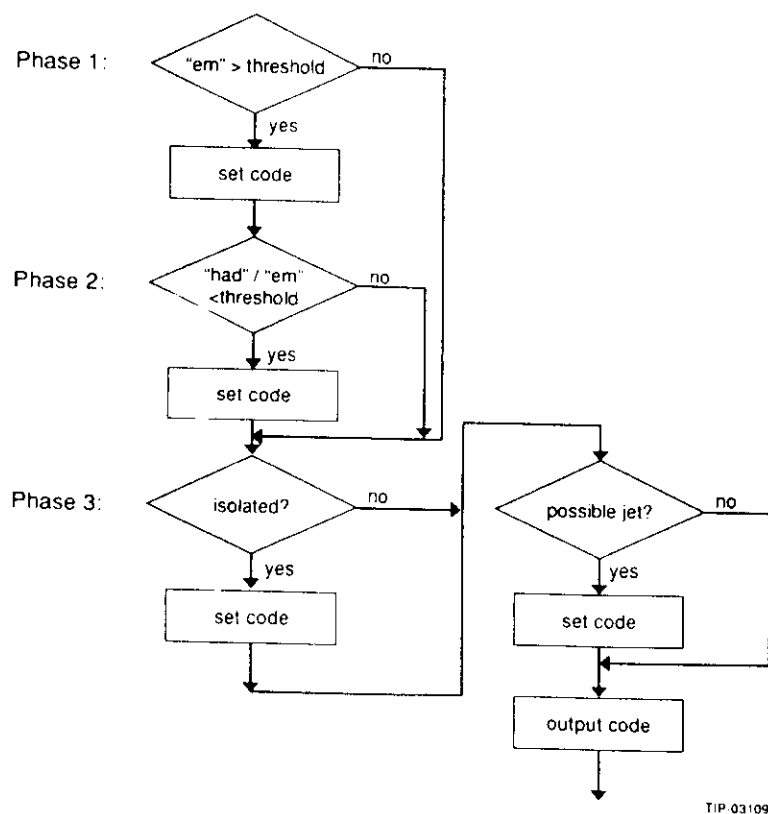 Phase 1:
"em" > threshold
no
yes
set code
Phase 2:
"had" / "em"
<threshold
no
yes
set code
Phase 3:
isolated?
no
yes
set code
possible jet?
no
yes
set code
output code
TIP-03109